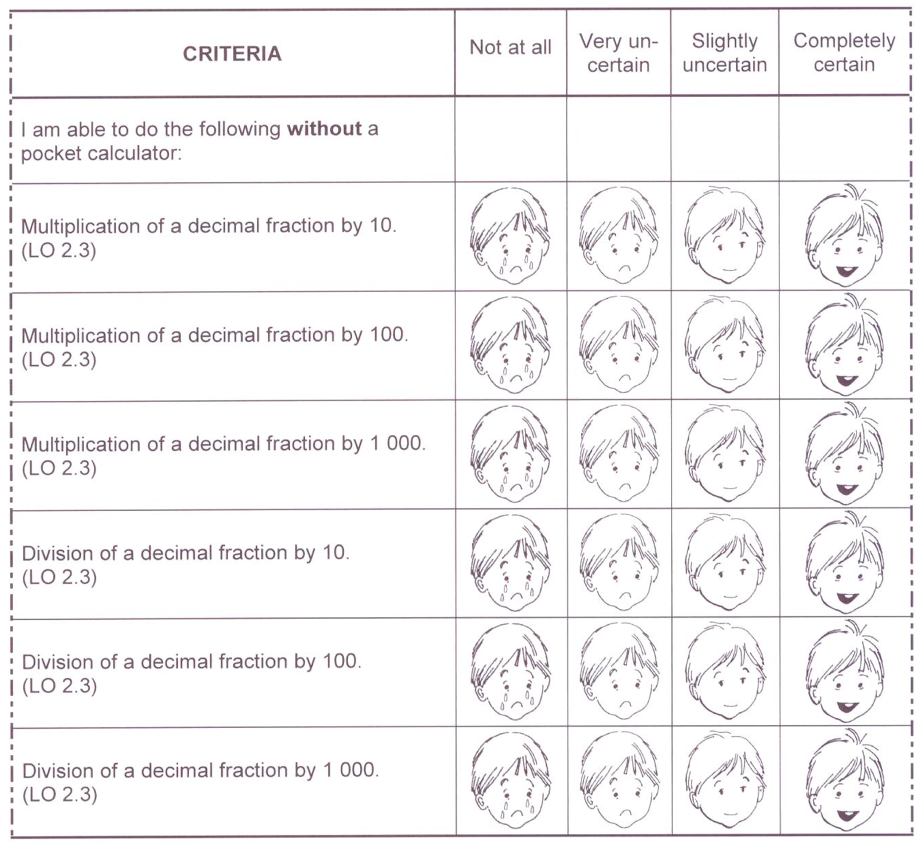 CRITERIA
Not at all
Very un-
certain
Slightly
uncertain
Completely
certain
I am able to do the following without a
pocket calculator:
Multiplication of a decimal fraction by 10.
(LO 2.3)
Multiplication of a decimal fraction by 100.
(LO 2.3)
Multiplication of a decimal fraction by 1 000.
(LO 2.3)
Division of a decimal fraction by 10.
(LO 2.3)
Division of a decimal fraction by 100.
(LO 2.3)
Division of a decimal fraction by 1 000.
(LO 2.3)